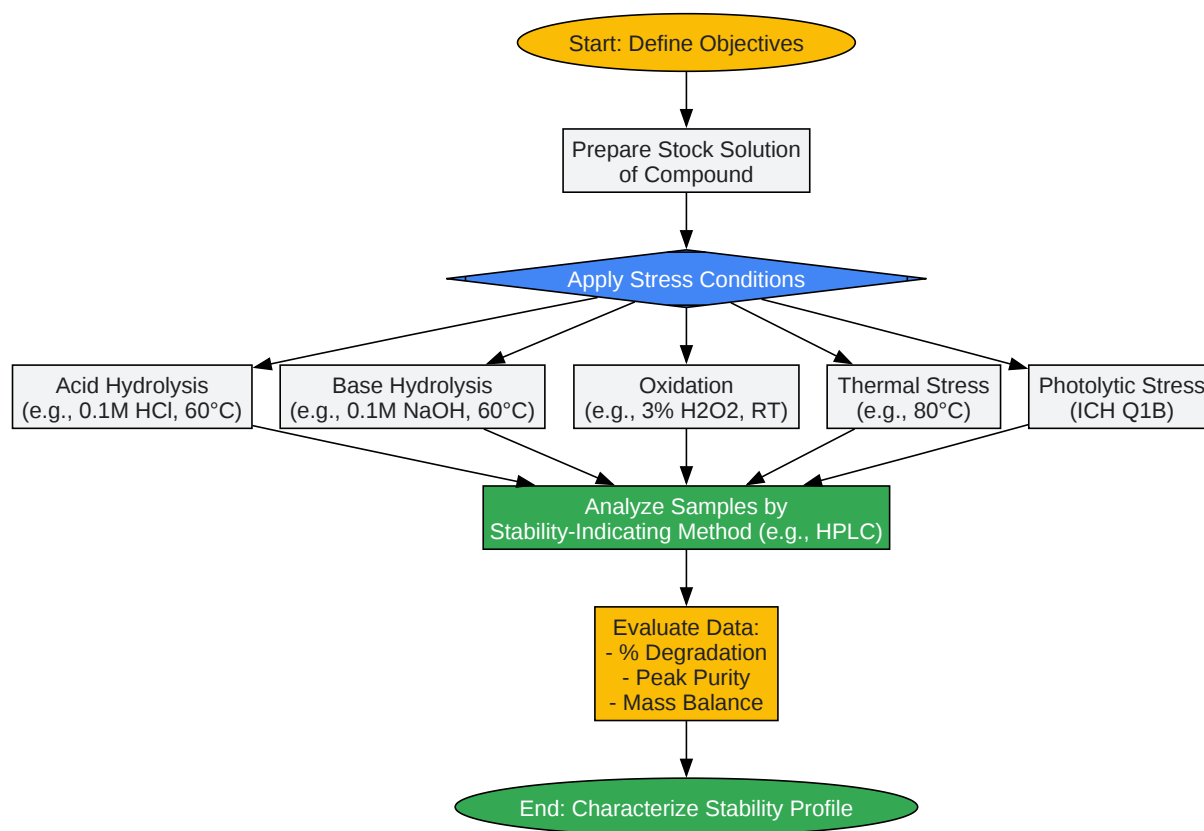 Start: Define Objectives
Prepare Stock Solution
of Compound
Apply Stress Conditions
Acid Hydrolysis
(e.g., 0.1M HCl, 60°C)
Base Hydrolysis
(e.g., 0.1M NaOH, 60°C)
Oxidation
(e.g., 3% H2O2, RT)
Thermal Stress
(e.g., 80°C)
Photolytic Stress
(ICH Q1B)
Analyze Samples by
Stability-Indicating Method (e.g., HPLC)
Evaluate Data:
- % Degradation
- Peak Purity
- Mass Balance
End: Characterize Stability Profile